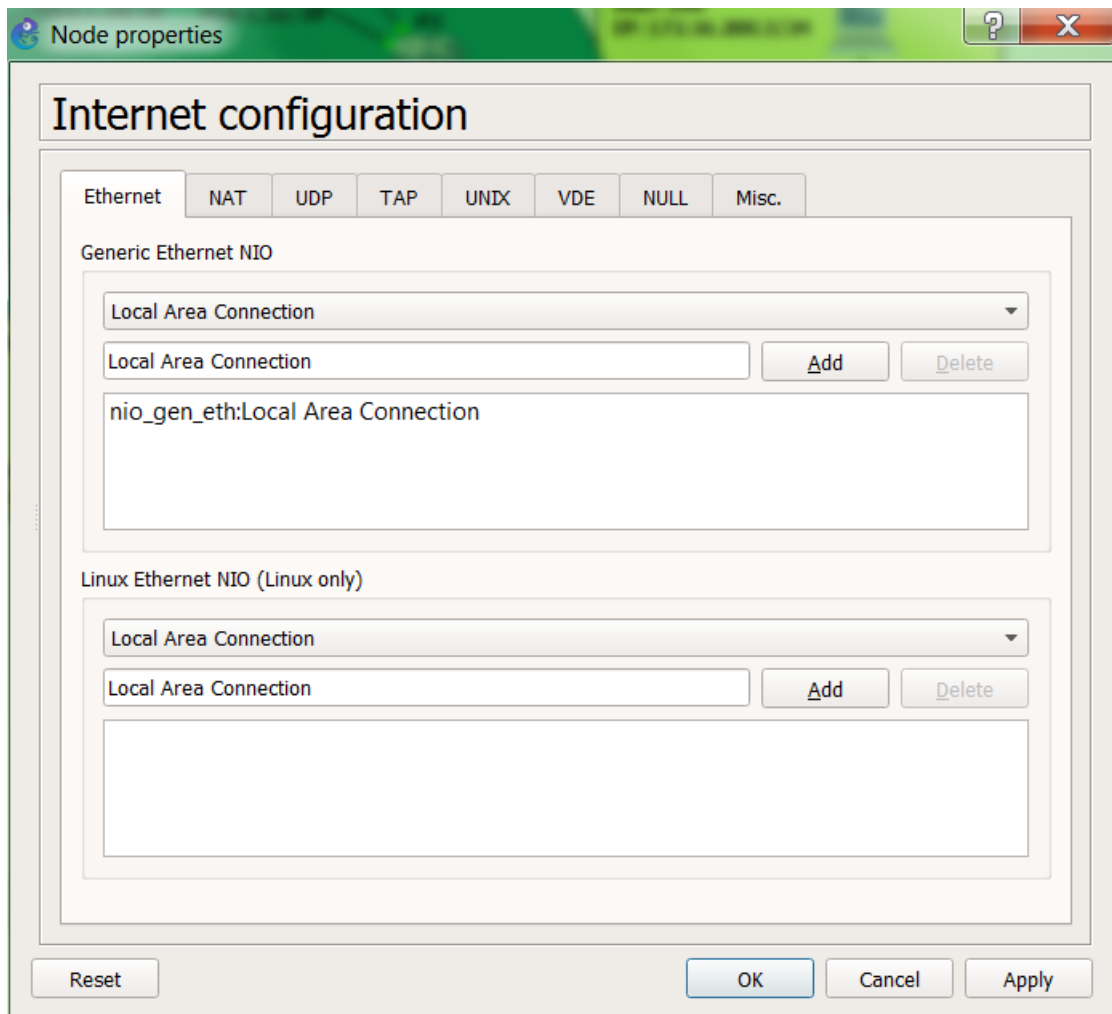 Node properties
?
X
Internet configuration
Ethernet NAT UDP TAP UNIX VDE NULL Misc.
Generic Ethernet NIO
Local Area Connection
Local Area Connection Add Delete
nio_gen_eth:Local Area Connection
Linux Ethernet NIO (Linux only)
Local Area Connection
Local Area Connection Add Delete
Reset OK Cancel Apply